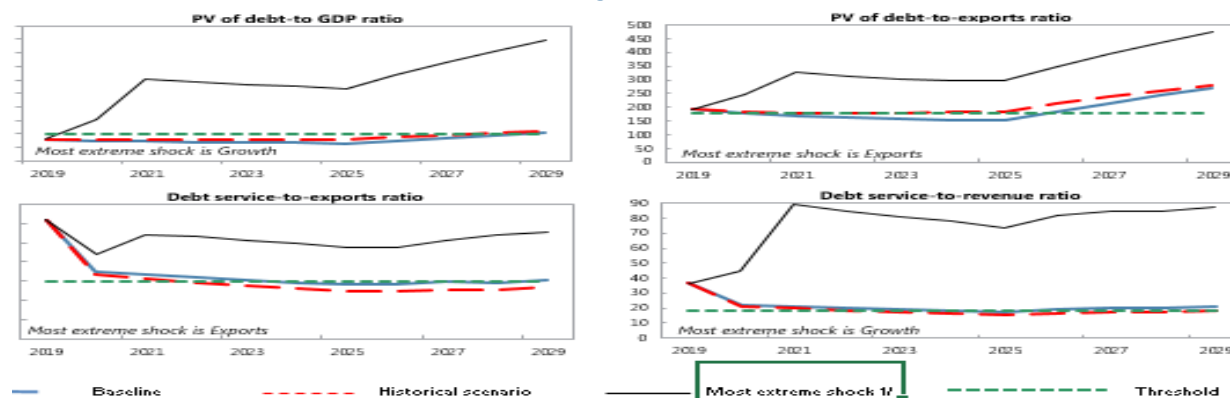 PV of debt-to GDP ratio
Most extreme shock is Growth
2019 2021 2023 2025 2027 2029
PV of debt-to-exports ratio
500
450
400
350
300
250
200
150
100
50
0
Most extreme shock is Exports
2019 2021 2023 2025 2027 2029
Debt service-to-exports ratio
Most extreme shock is Exports
2019 2021 2023 2025 2027 2029
Debt service-to-revenue ratio
90
80
70
60
50
40
30
20
10
0
Most extreme shock is Growth
2019 2021 2023 2025 2027 2029
Baseline Historical scenario Most extreme shock 1/ Threshold